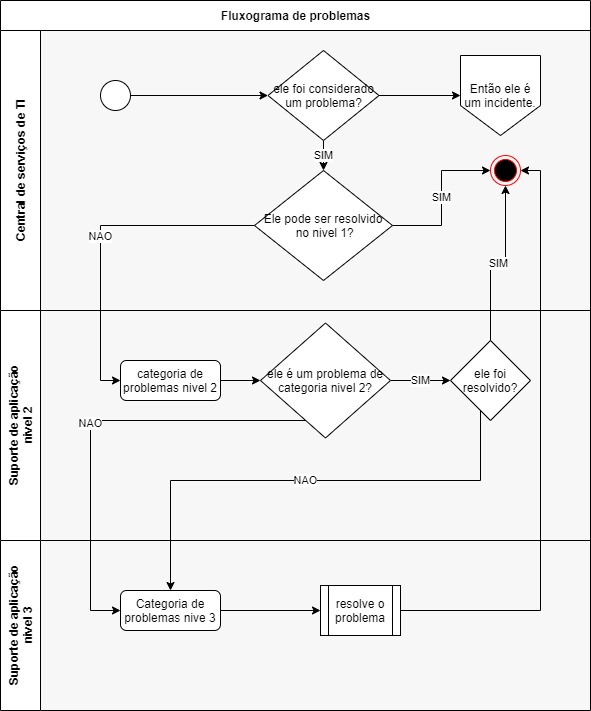 Fluxograma de problemas
Central de serviços de TI
ele foi considerado
um problema?
Então ele é
um incidente.
SIM
Ele pode ser resolvido
no nivel 1?
SIM
NAO
SIM
Suporte de aplicação
nivel 2
categoria de
problemas nivel 2
ele é um problema de
categoria nivel 2?
SIM
ele foi
resolvido?
NAO
NAO
Suporte de aplicação
nivel 3
Categoria de
problemas nive 3
resolve o
problema